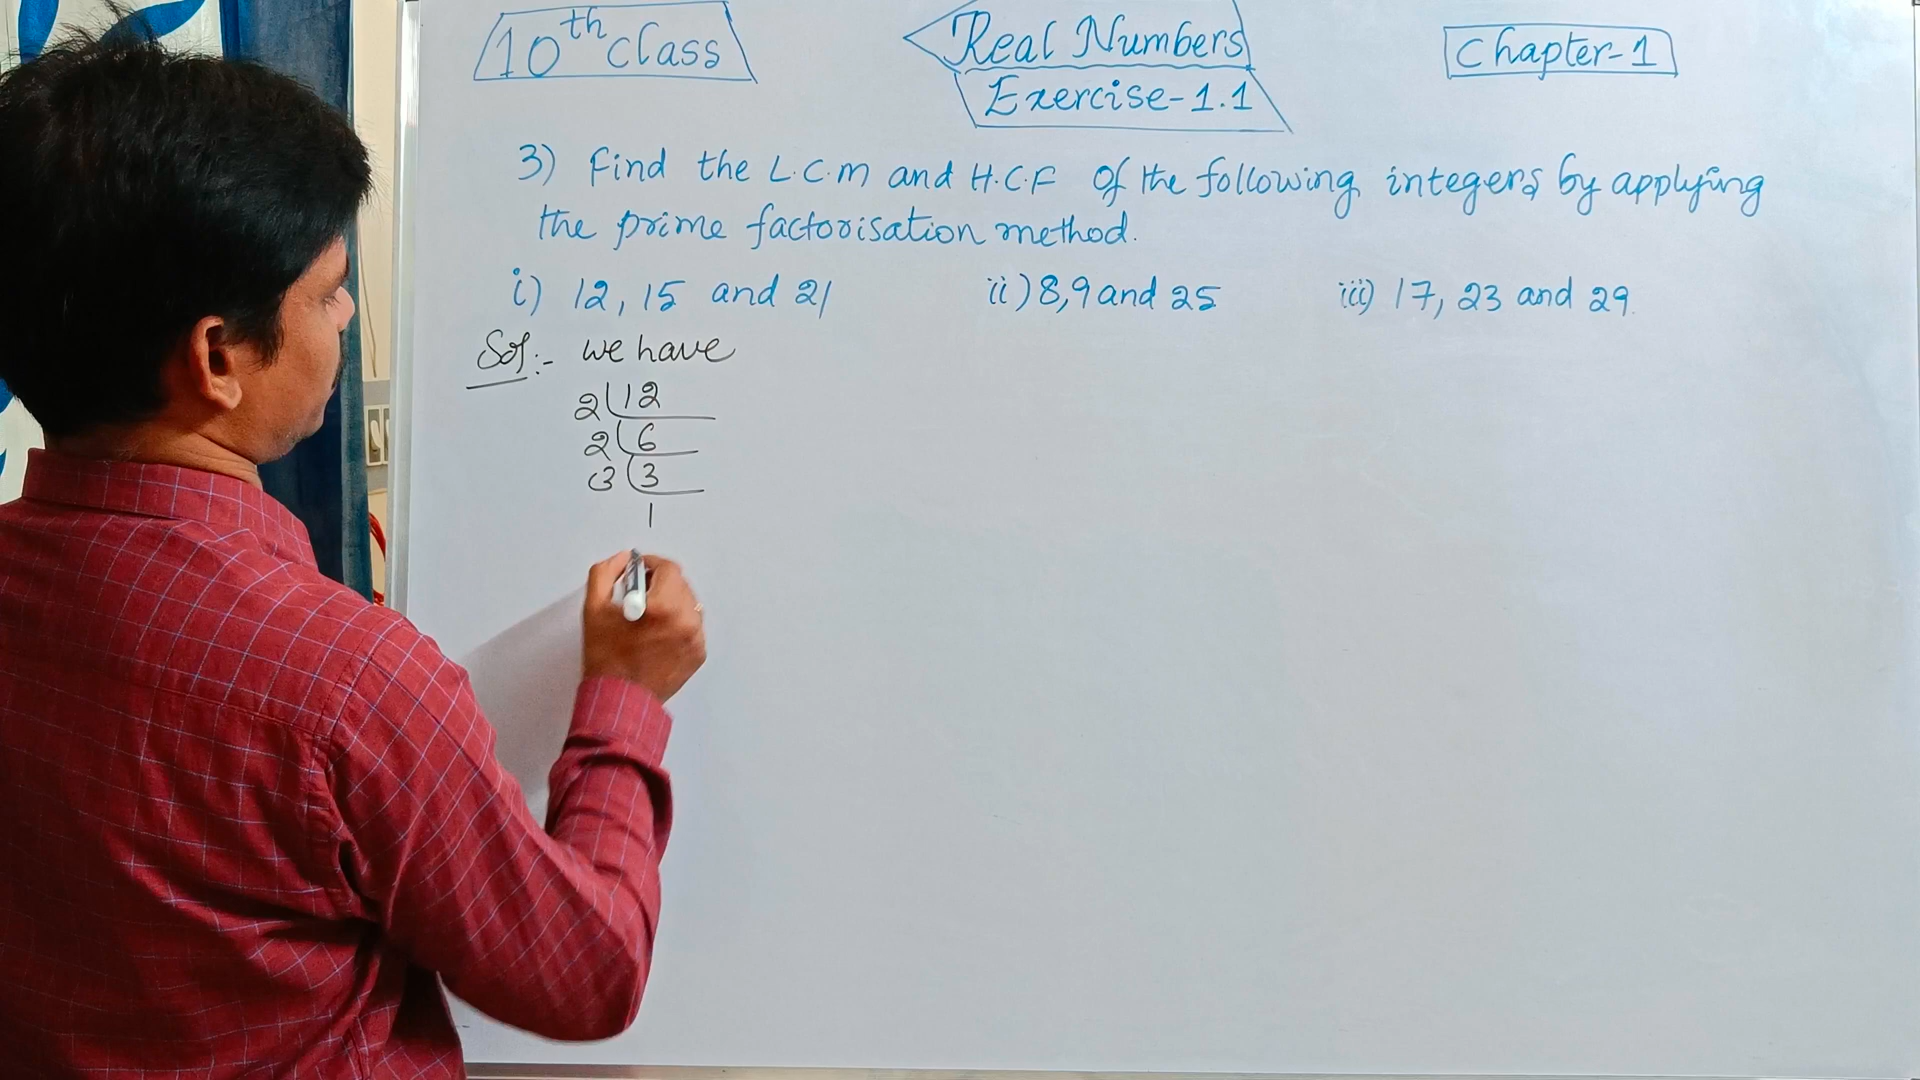 10th class
Real Numbers
Chapter-1
Exercise-1.1
3) Find the L.C.M and H.C.F Of the following integers by applying
the prime factorisation method.
i) 12, 15 and 21 ii) 8,9 and 25 iii) 17, 23 and 29.
Sol:- we have
2 12
2 6
3 3
1